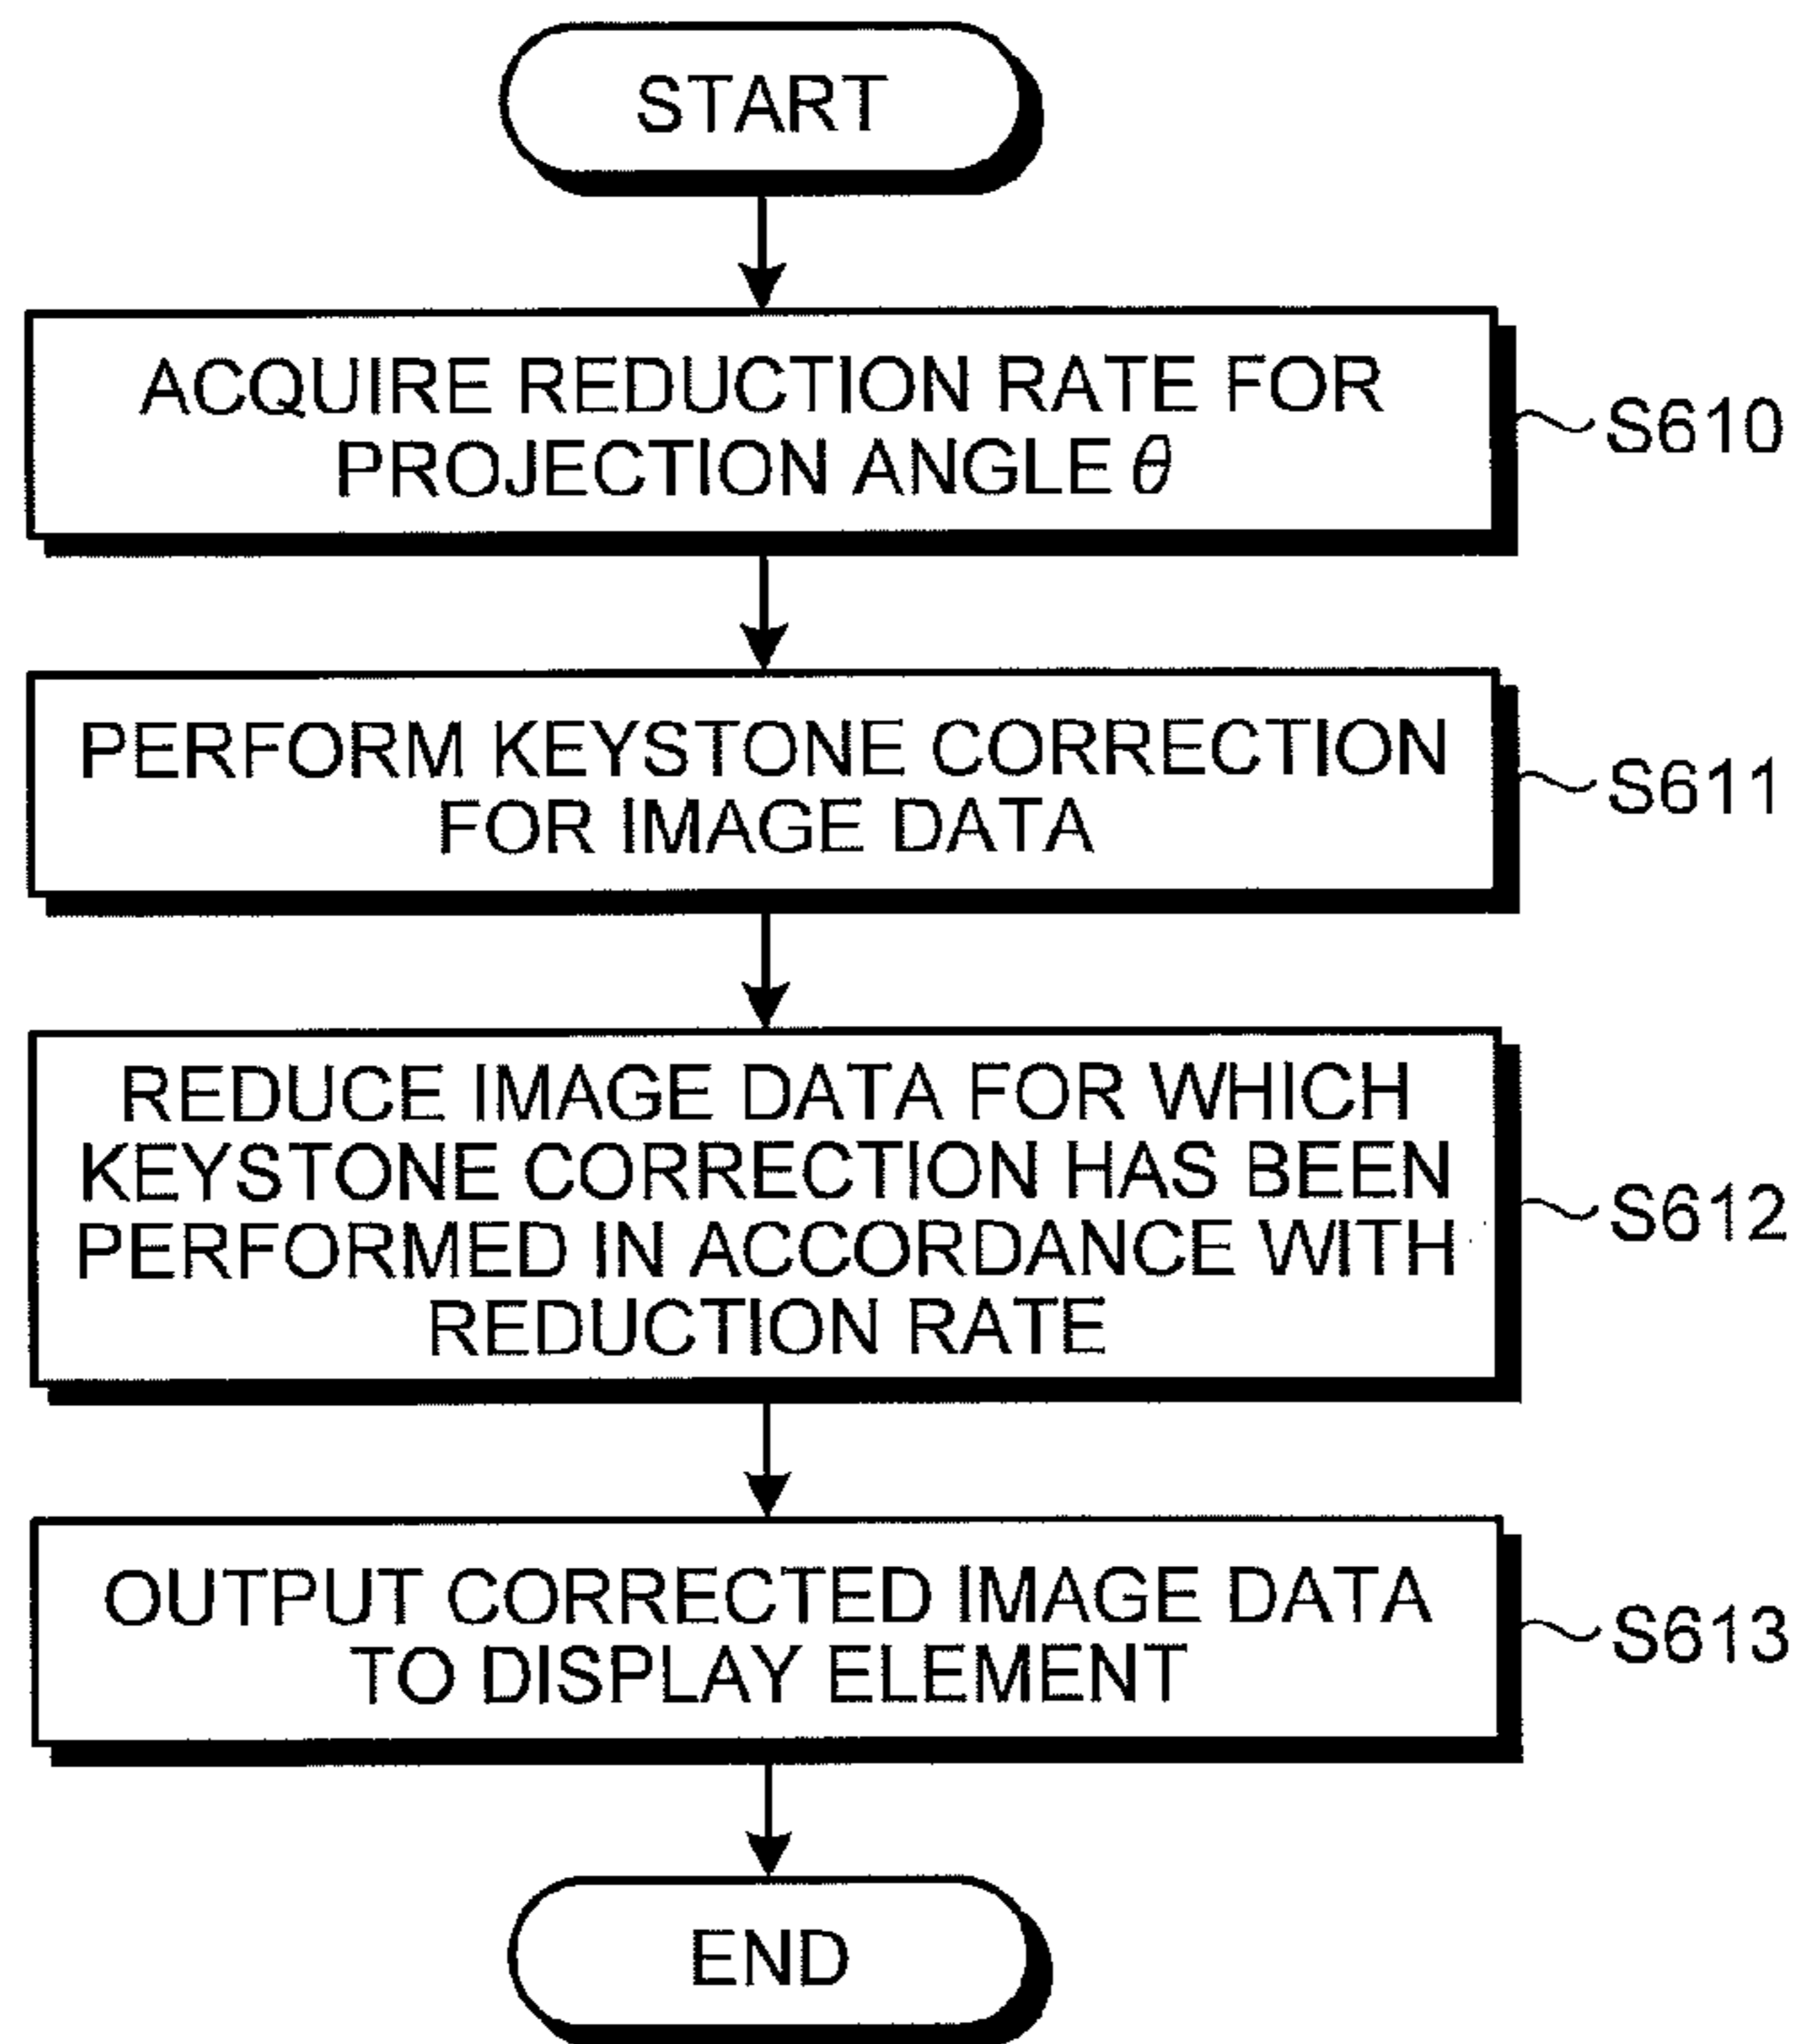 START
ACQUIRE REDUCTION RATE FOR
PROJECTION ANGLE θ
S610
PERFORM KEYSTONE CORRECTION
FOR IMAGE DATA
S611
REDUCE IMAGE DATA FOR WHICH
KEYSTONE CORRECTION HAS BEEN
PERFORMED IN ACCORDANCE WITH
REDUCTION RATE
S612
OUTPUT CORRECTED IMAGE DATA
TO DISPLAY ELEMENT
S613
END